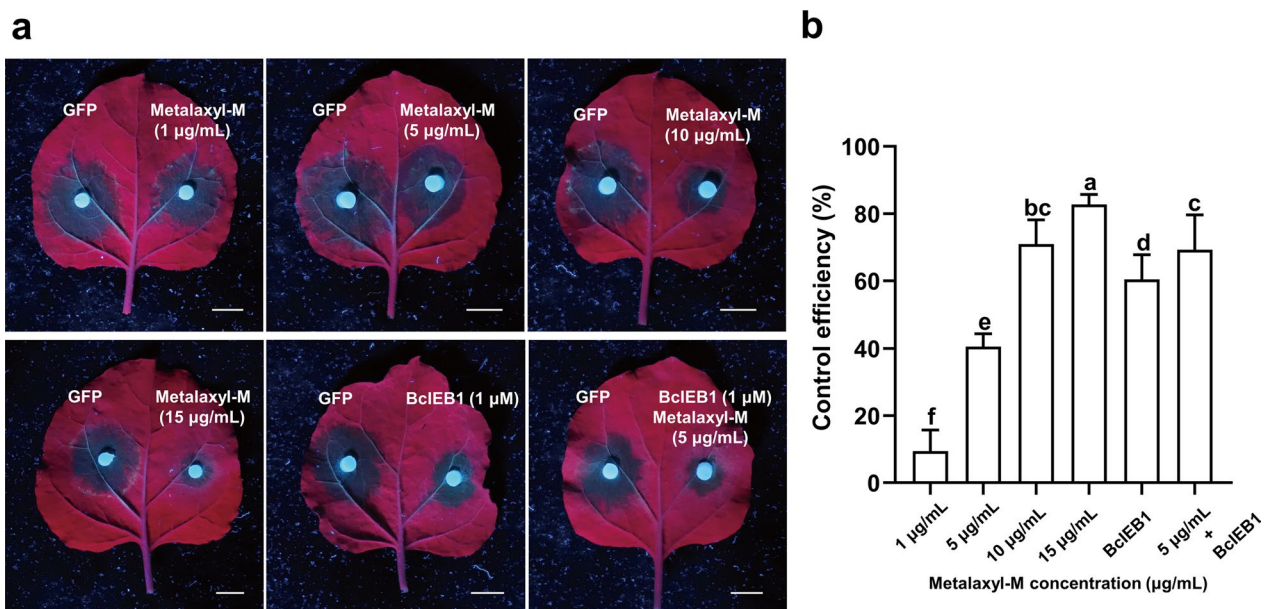 a
GFP
Metalaxyl-M
(1 µg/mL)
GFP
Metalaxyl-M
(5 µg/mL)
GFP
Metalaxyl-M
(10 µg/mL)
GFP
Metalaxyl-M
(15 µg/mL)
GFP
BcIEB1 (1 µM)
GFP
BcIEB1 (1 µM)
Metalaxyl-M
(5 µg/mL)
b
Control efficiency (%)
100
80
60
40
20
0
f
e
bc
a
d
c
1 µg/mL
5 µg/mL
10 µg/mL
15 µg/mL
BcIEB1
5 µg/mL
+
BcIEB1
Metalaxyl-M concentration (µg/mL)